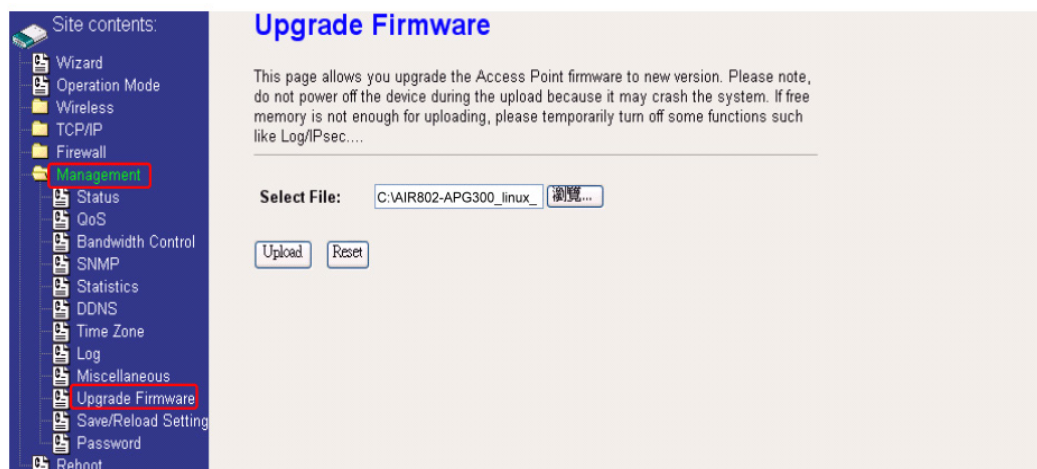 Site contents:
Wizard
Operation Mode
Wireless
TCP/IP
Firewall
Management
Status
QoS
Bandwidth Control
SNMP
Statistics
DDNS
Time Zone
Log
Miscellaneous
Upgrade Firmware
Save/Reload Setting
Password
Reboot
Upgrade Firmware
This page allows you upgrade the Access Point firmware to new version. Please note,
do not power off the device during the upload because it may crash the system. If free
memory is not enough for uploading, please temporarily turn off some functions such
like Log/IPsec....
Select File: C:\AIR802-APG300_linux_ 瀏覽...
Upload Reset